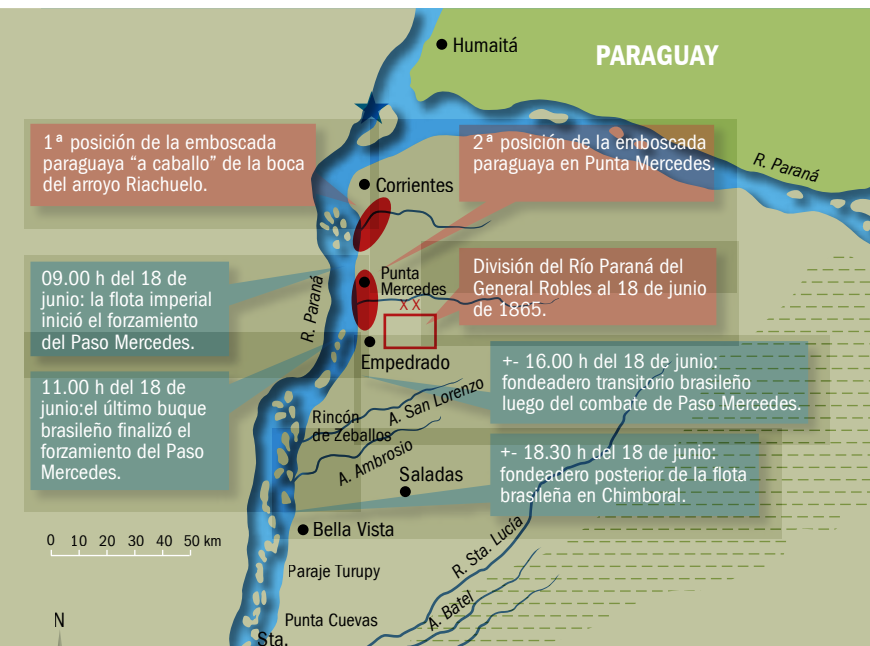 Humaitá
PARAGUAY
1ª posición de la emboscada
paraguaya “a caballo” de la boca
del arroyo Riachuelo.
2ª posición de la emboscada
paraguaya en Punta Mercedes.
R. Paraná
Corrientes
09.00 h del 18 de
junio: la flota imperial
inició el forzamiento
del Paso Mercedes.
R. Paraná
Punta
Mercedes
XX
División del Río Paraná del
General Robles al 18 de junio
de 1865.
Empedrado
11.00 h del 18 de
junio:el último buque
brasileño finalizó el
forzamiento del Paso
Mercedes.
+- 16.00 h del 18 de junio:
fondeadero transitorio brasileño
luego del combate de Paso Mercedes.
Rincón
de Zeballos
A. San Lorenzo
A. Ambrosio
Saladas
+- 18.30 h del 18 de junio:
fondeadero posterior de la flota
brasileña en Chimboral.
Bella Vista
0 10 20 30 40 50 km
Paraje Turupy
R. Sta. Lucía
A. Batel
N
Punta Cuevas
Sta.